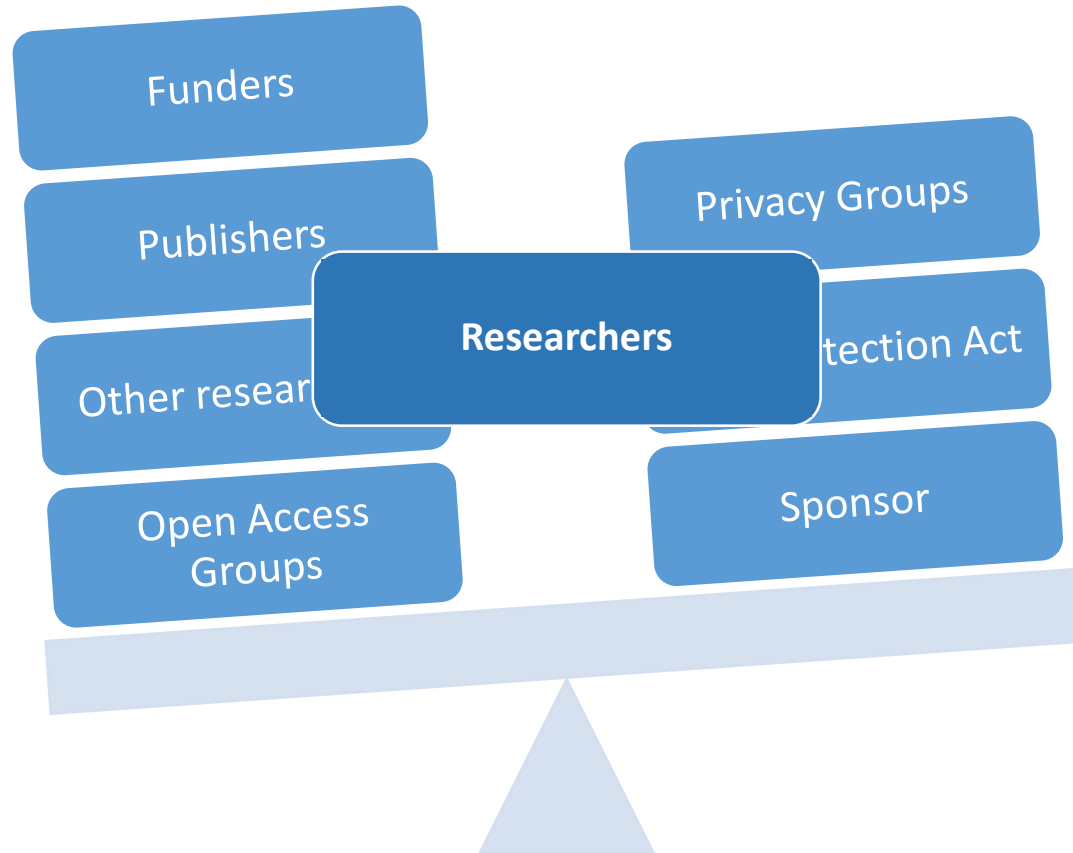 Funders
Publishers
Other resear
Open Access
Groups
Researchers
Privacy Groups
tection Act
Sponsor